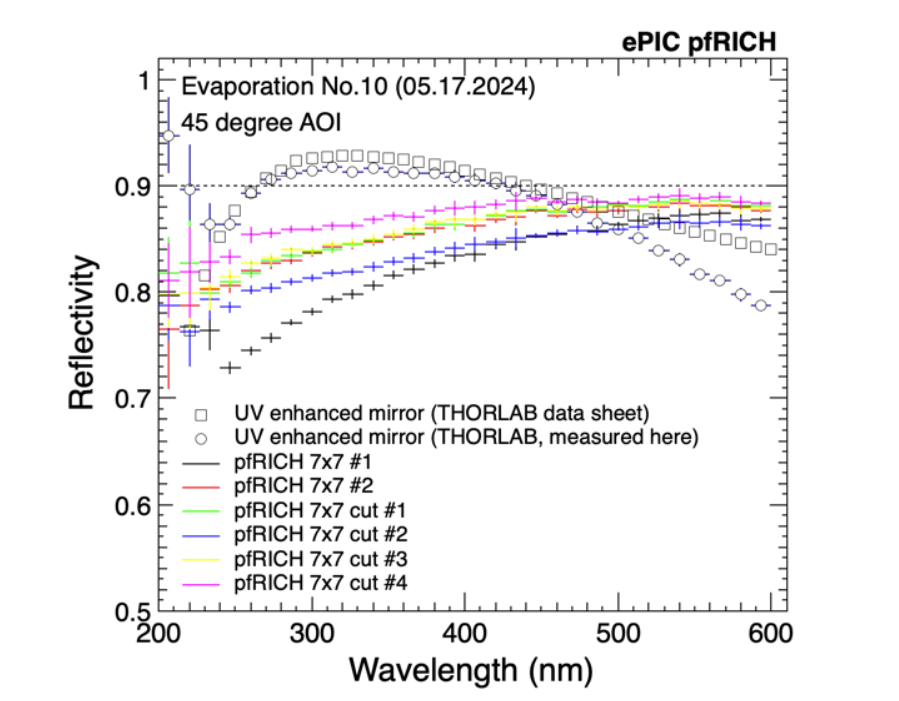 ePIC pfRICH
Evaporation No.10 (05.17.2024)
45 degree AOI
1
0.9
0.8
0.7
0.6
0.5
Reflectivity
UV enhanced mirror (THORLAB data sheet)
UV enhanced mirror (THORLAB, measured here)
pfRICH 7x7 #1
pfRICH 7x7 #2
pfRICH 7x7 cut #1
pfRICH 7x7 cut #2
pfRICH 7x7 cut #3
pfRICH 7x7 cut #4
200 300 400 500 600
Wavelength (nm)